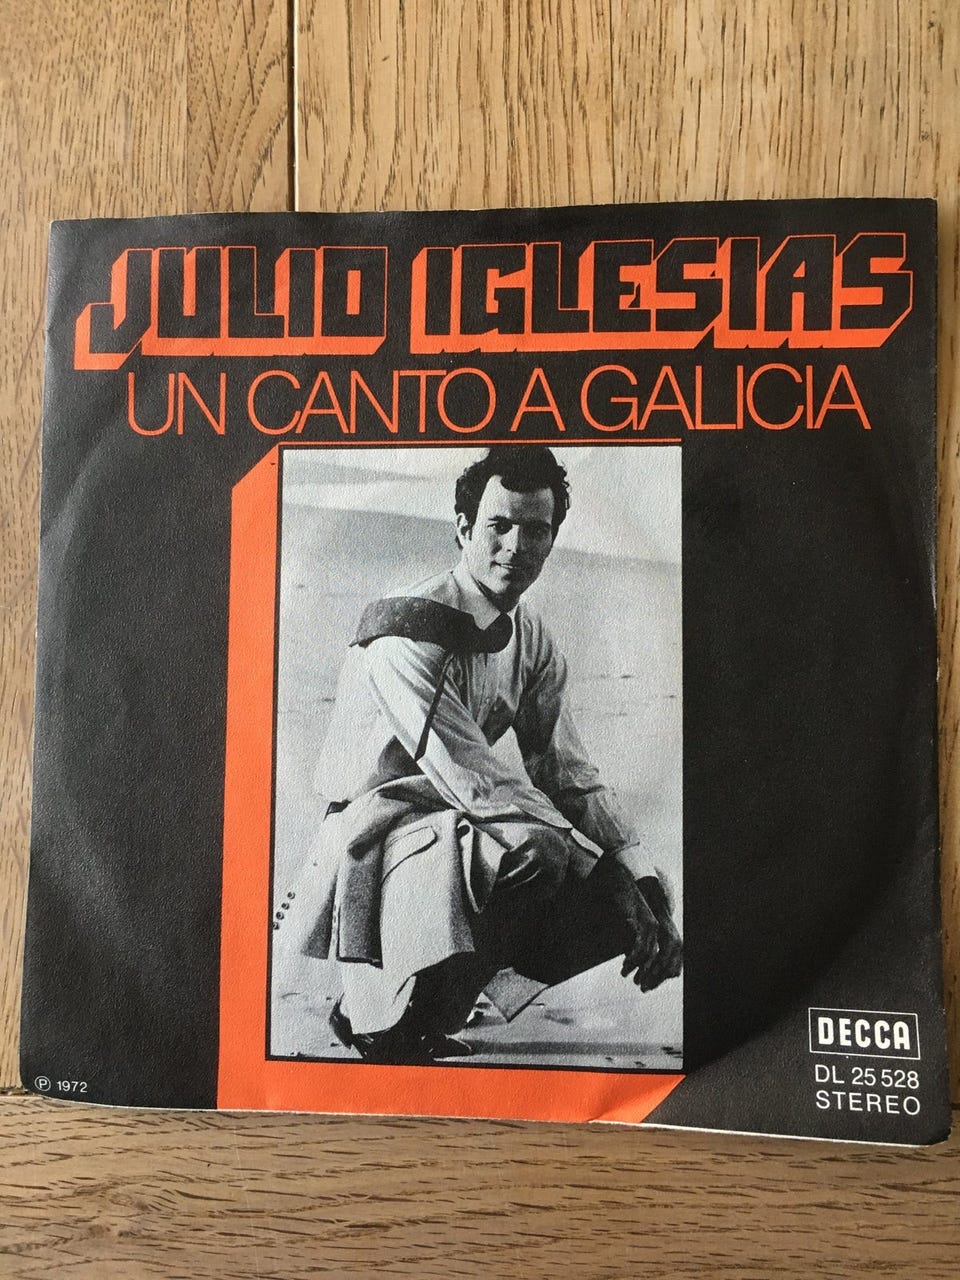 JULIO IGLESIAS
UN CANTO A GALICIA
DECCA
DL 25 528
STEREO
℗ 1972